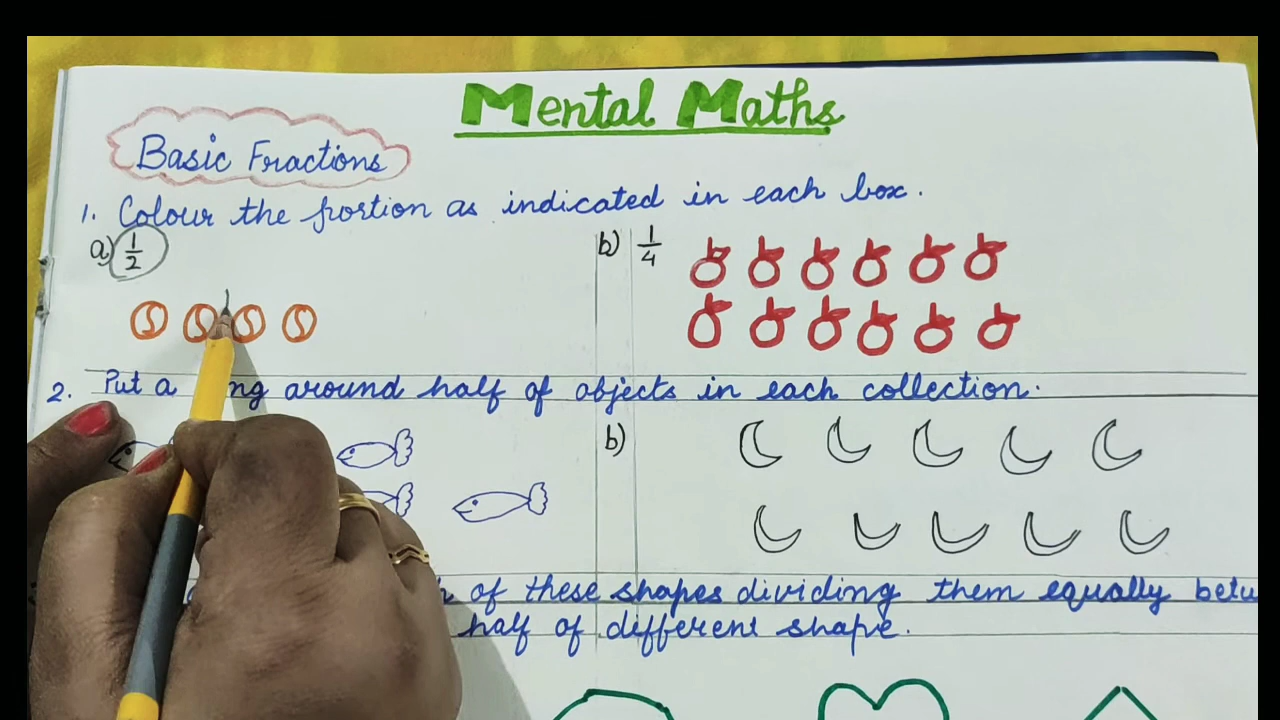 Mental Maths
Basic Fractions
1. Colour the portion as indicated in each box.
a) 1/2
b) 1/4
2. Put a around half of objects in each collection.
b)
of these shapes dividing them equally
half of different shape.